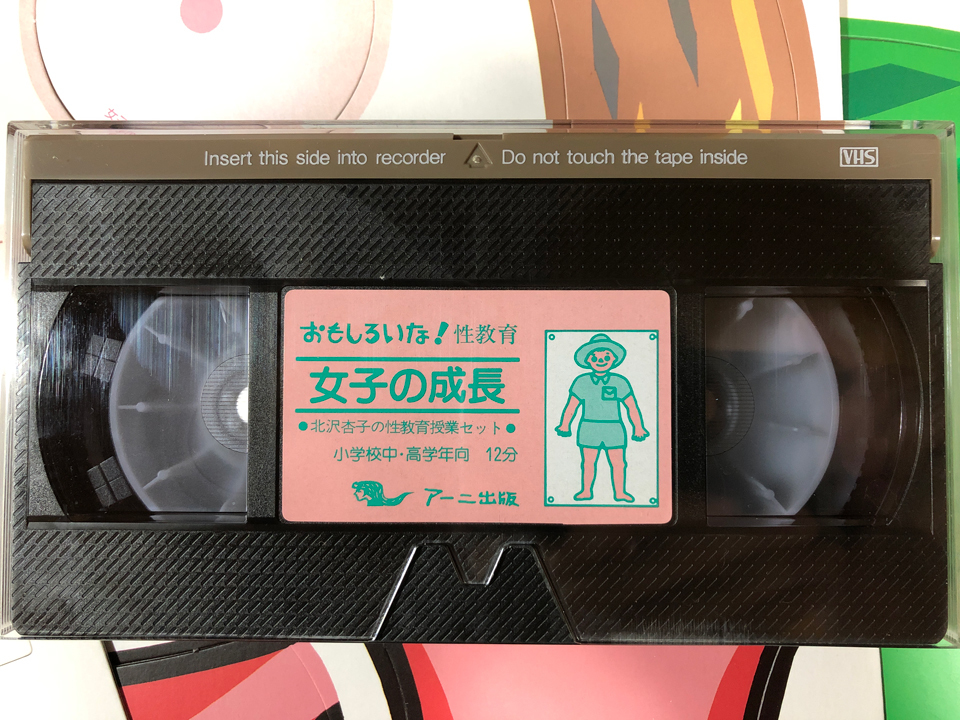 Insert this side into recorder Do not touch the tape inside VHS
おもしろいな！性教育
女子の成長
●北沢杏子の性教育授業セット●
小学校中・高学年向 12分
アーニ出版